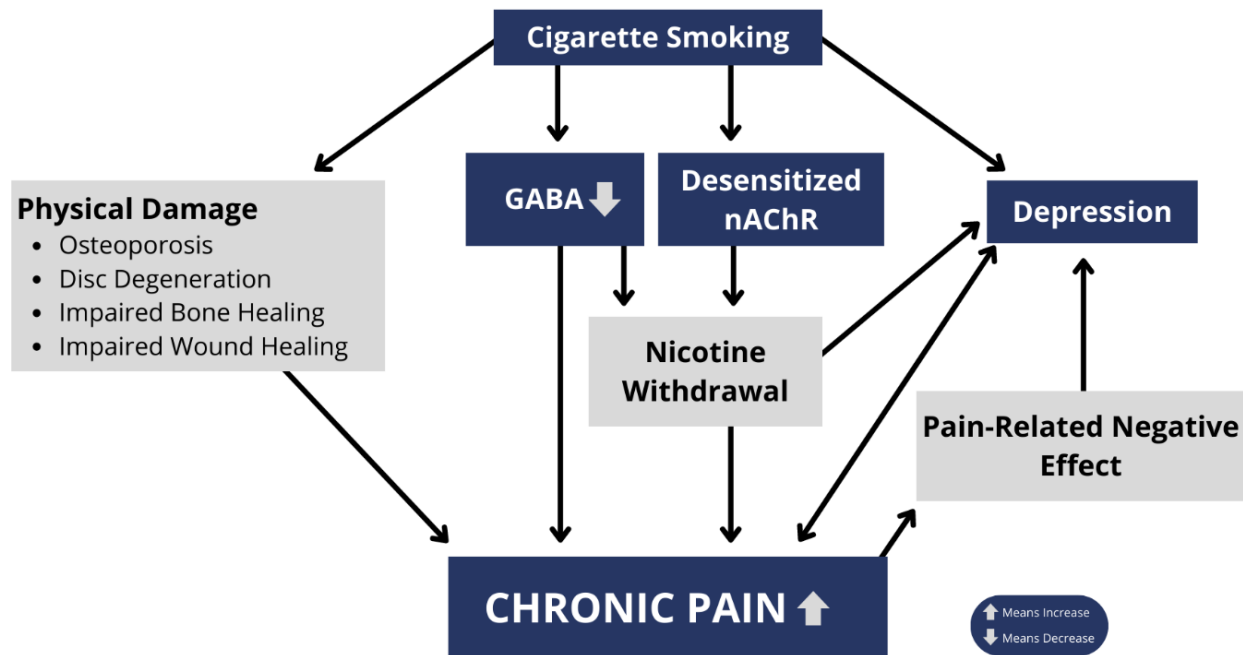 Cigarette Smoking
GABA
Desensitized
nAChR
Physical Damage
• Osteoporosis
• Disc Degeneration
• Impaired Bone Healing
• Impaired Wound Healing
Depression
Nicotine
Withdrawal
Pain-Related Negative
Effect
CHRONIC PAIN
Means Increase
Means Decrease